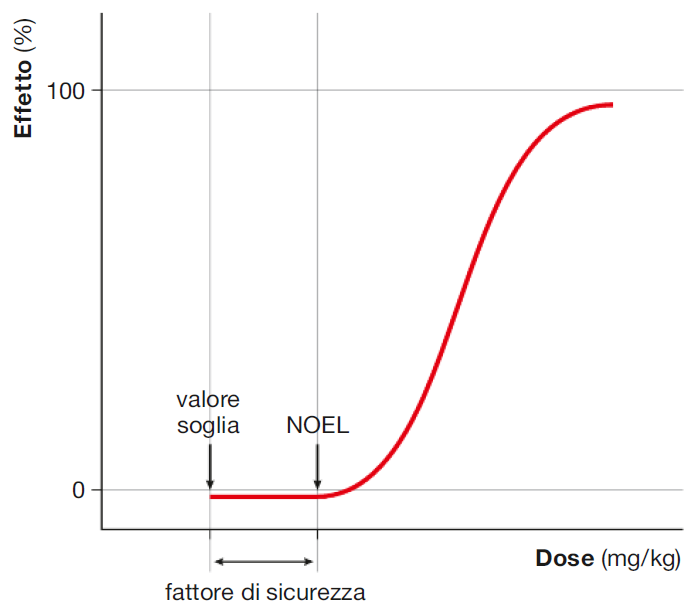 Effetto (%)
100
valore
soglia
NOEL
0
Dose (mg/kg)
fattore di sicurezza